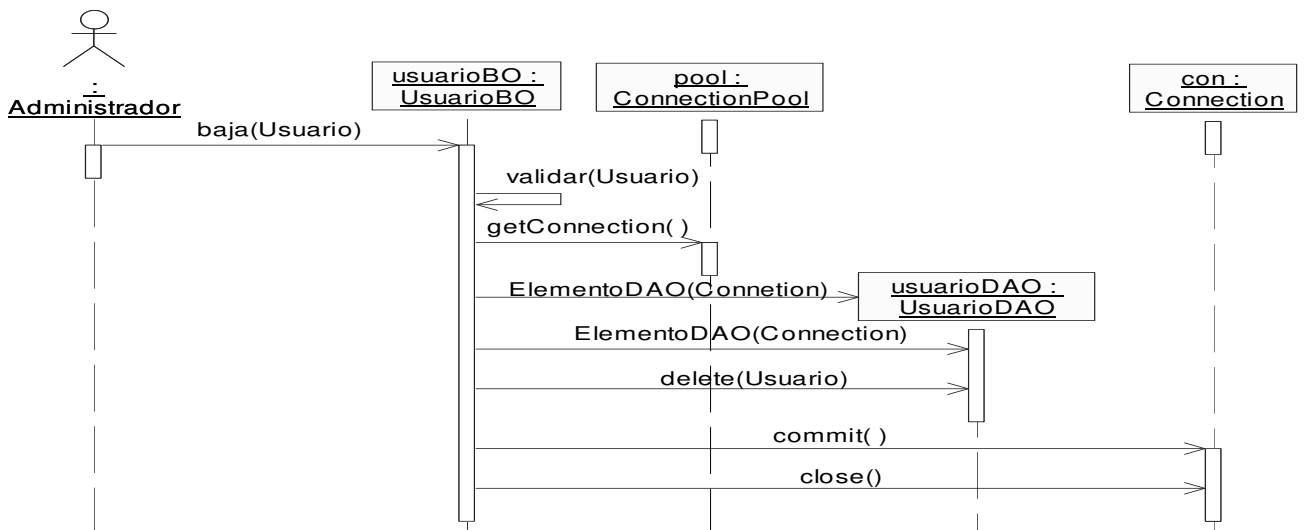 :
Administrador
usuarioBO :
UsuarioBO
pool :
ConnectionPool
con :
Connection
baja(Usuario)
validar(Usuario)
getConnection( )
ElementoDAO(Connetion)
usuarioDAO :
UsuarioDAO
ElementoDAO(Connection)
delete(Usuario)
commit( )
close()